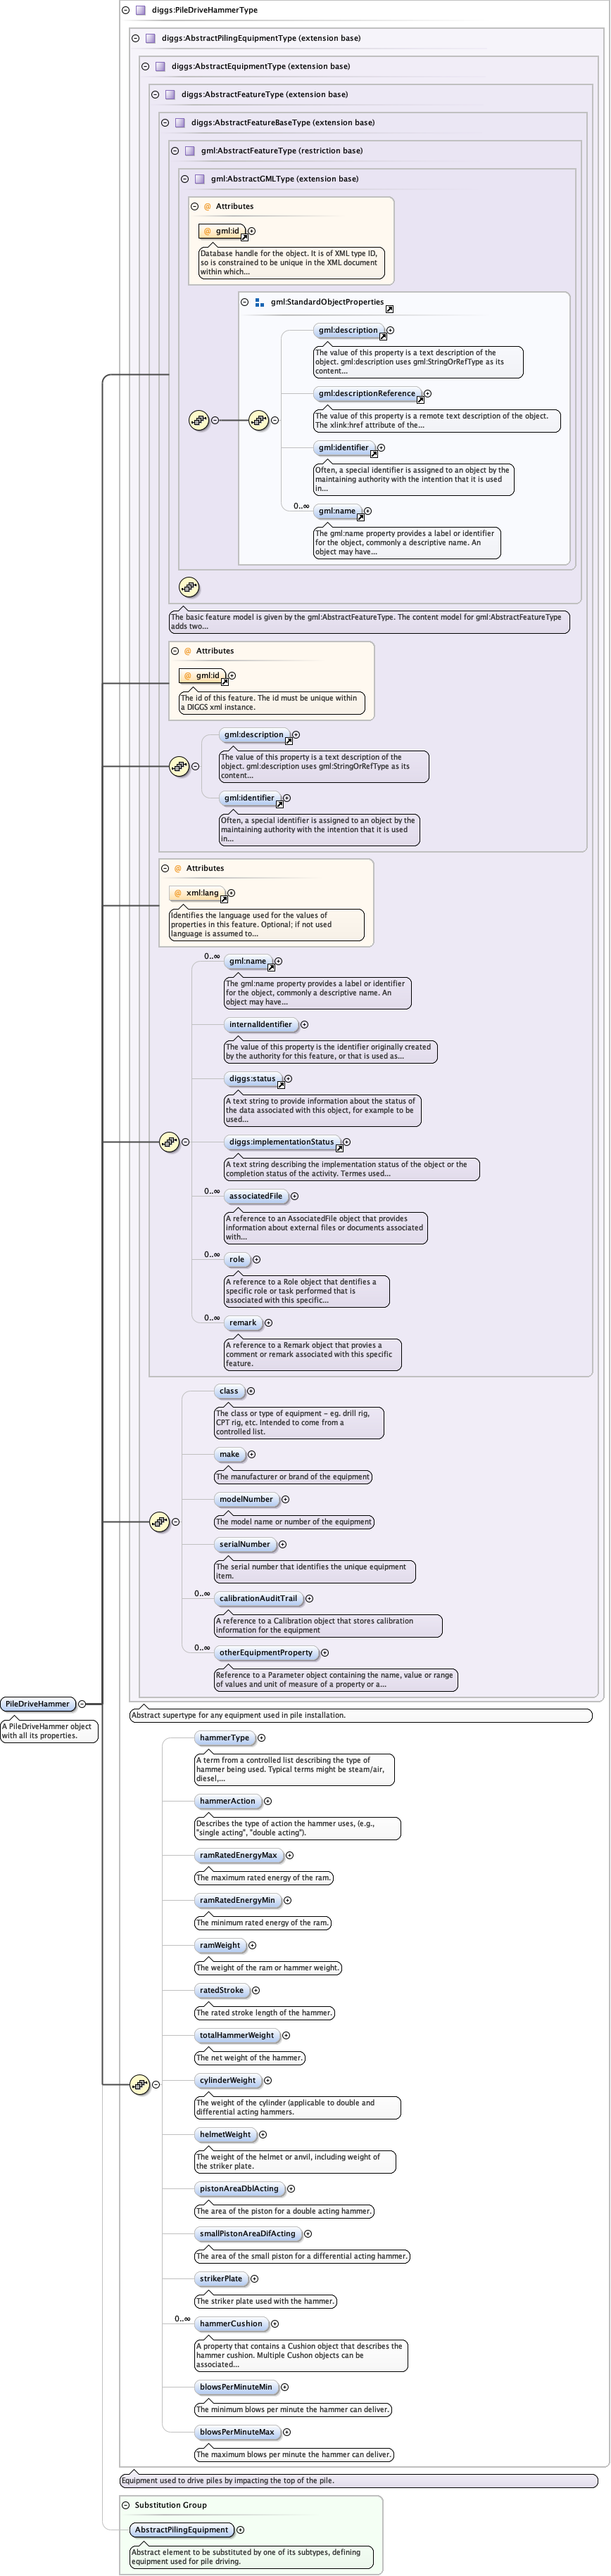 diggs:PileDriveHammerType
diggs:AbstractPilingEquipmentType (extension base)
diggs:AbstractEquipmentType (extension base)
diggs:AbstractFeatureType (extension base)
diggs:AbstractFeatureBaseType (extension base)
gml:AbstractFeatureType (restriction base)
gml:AbstractGMLType (extension base)
@ Attributes
@ gml:id
Database handle for the object. It is of XML type ID,
so is constrained to be unique in the XML document
within which...
gml:StandardObjectProperties
gml:description
The value of this property is a text description of the
object. gml:description uses gml:StringOrRefType as its
content...
gml:descriptionReference
The value of this property is a remote text description of the object.
The xlink:href attribute of the...
gml:identifier
Often, a special identifier is assigned to an object by the
maintaining authority with the intention that it is used
in...
0..∞
gml:name
The gml:name property provides a label or identifier
for the object, commonly a descriptive name. An
object may have...
The basic feature model is given by the gml:AbstractFeatureType. The content model for gml:AbstractFeatureType
adds two...
@ Attributes
@ gml:id
The id of this feature. The id must be unique within
a DIGGS xml instance.
gml:description
The value of this property is a text description of the
object. gml:description uses gml:StringOrRefType as its
content...
gml:identifier
Often, a special identifier is assigned to an object by the
maintaining authority with the intention that it is used
in...
@ Attributes
@ xml:lang
Identifies the language used for the values of
properties in this feature. Optional; if not used
language is assumed to...
0..∞
gml:name
The gml:name property provides a label or identifier
for the object, commonly a descriptive name. An
object may have...
internalIdentifier
The value of this property is the identifier originally created
by the authority for this feature, or that is used as...
diggs:status
A text string to provide information about the status of
the data associated with this object, for example to be
used...
diggs:implementationStatus
A text string describing the implementation status of the object or the
completion status of the activity. Termes used...
0..∞
associatedFile
A reference to an AssociatedFile object that provides
information about external files or documents associated
with...
0..∞
role
A reference to a Role object that dentifies a
specific role or task performed that is
associated with this specific...
0..∞
remark
A reference to a Remark object that provies a
comment or remark associated with this specific
feature.
class
The class or type of equipment - eg. drill rig,
CPT rig, etc. Intended to come from a
controlled list.
make
The manufacturer or brand of the equipment
modelNumber
The model name or number of the equipment
serialNumber
The serial number that identifies the unique equipment
item.
0..∞
calibrationAuditTrail
A reference to a Calibration object that stores calibration
information for the equipment
0..∞
otherEquipmentProperty
Reference to a Parameter object containing the name, value or range
of values and unit of measure of a property or a...
PileDriveHammer
A PileDriveHammer object
with all its properties.
Abstract supertype for any equipment used in pile installation.
hammerType
A term from a controlled list describing the type of
hammer being used. Typical terms might be steam/air,
diesel,...
hammerAction
Describes the type of action the hammer uses, (e.g.,
"single acting", "double acting").
ramRatedEnergyMax
The maximum rated energy of the ram.
ramRatedEnergyMin
The minimum rated energy of the ram.
ramWeight
The weight of the ram or hammer weight.
ratedStroke
The rated stroke length of the hammer.
totalHammerWeight
The net weight of the hammer.
cylinderWeight
The weight of the cylinder (applicable to double and
differential acting hammers.
helmetWeight
The weight of the helmet or anvil, including weight of
the striker plate.
pistonAreaDblActing
The area of the piston for a double acting hammer.
smallPistonAreaDifActing
The area of the small piston for a differential acting hammer.
strikerPlate
The striker plate used with the hammer.
0..∞
hammerCushion
A property that contains a Cushion object that describes the
hammer cushion. Multiple Cushon objects can be
associated...
blowsPerMinuteMin
The minimum blows per minute the hammer can deliver.
blowsPerMinuteMax
The maximum blows per minute the hammer can deliver.
Equipment used to drive piles by impacting the top of the pile.
Substitution Group
AbstractPilingEquipment
Abstract element to be substituted by one of its subtypes, defining
equipment used for pile driving.